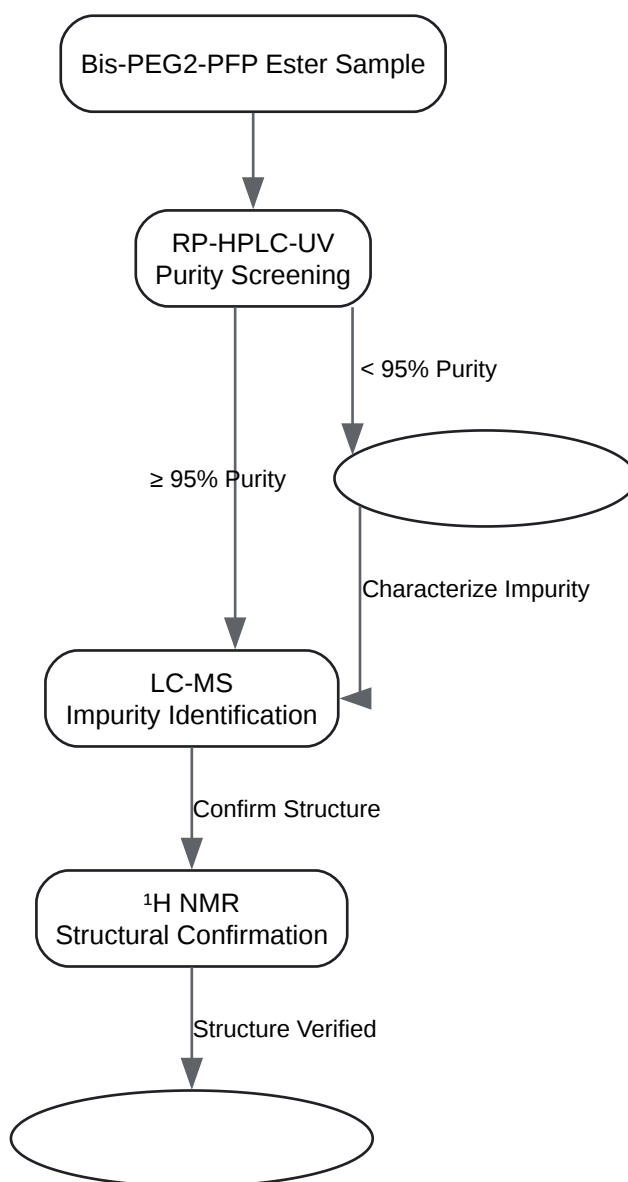 Bis-PEG2-PFP Ester Sample
RP-HPLC-UV
Purity Screening
< 95% Purity
≥ 95% Purity
Characterize Impurity
LC-MS
Impurity Identification
Confirm Structure
¹H NMR
Structural Confirmation
Structure Verified